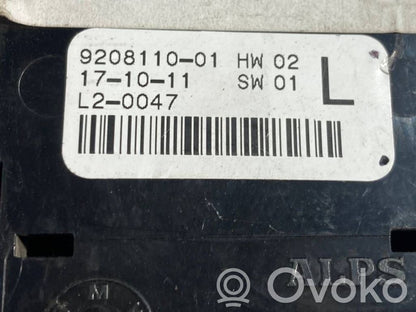 9208110-01 HW 02
17-10-11 SW 01
L2-0047
L
ALPS
M
Ovoko